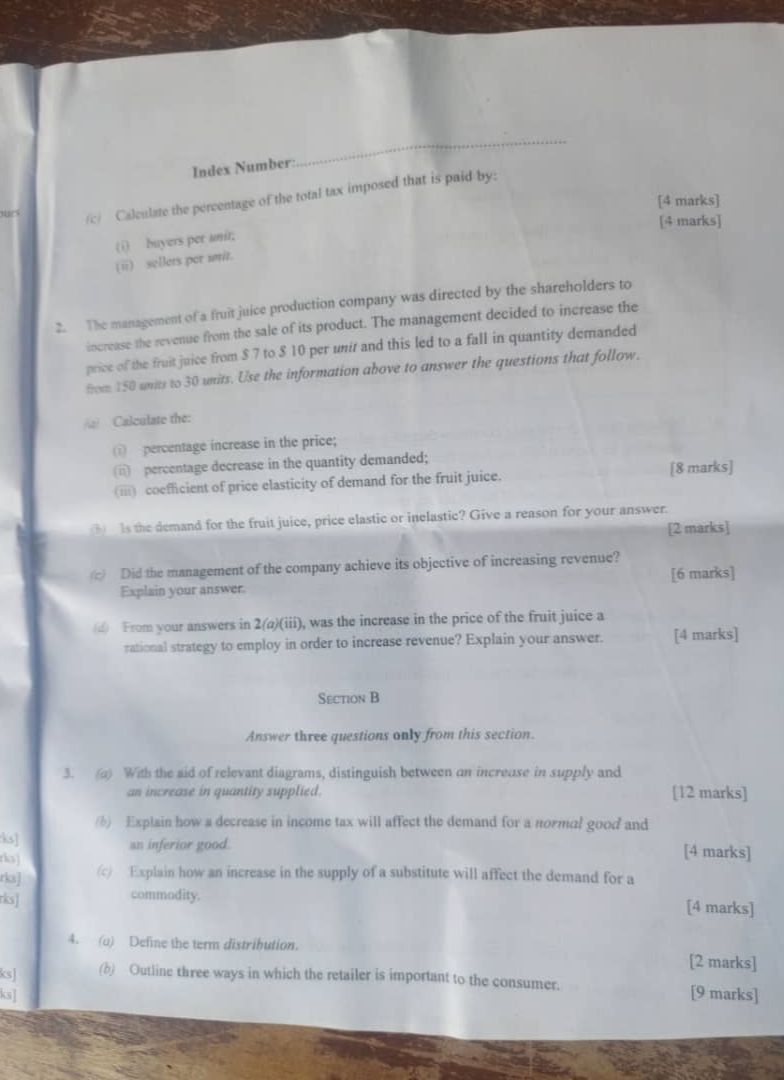 Index Number:
(c) Calculate the percentage of the total tax imposed that is paid by:
(i) buyers per unit; [4 marks]
(ii) sellers per unit. [4 marks]
2. The management of a fruit juice production company was directed by the shareholders to
increase the revenue from the sale of its product. The management decided to increase the
price of the fruit juice from $ 7 to $ 10 per unit and this led to a fall in quantity demanded
from 150 units to 30 units. Use the information above to answer the questions that follow.
(a) Calculate the:
(i) percentage increase in the price;
(ii) percentage decrease in the quantity demanded;
(iii) coefficient of price elasticity of demand for the fruit juice. [8 marks]
(b) Is the demand for the fruit juice, price elastic or inelastic? Give a reason for your answer.
[2 marks]
(c) Did the management of the company achieve its objective of increasing revenue?
Explain your answer. [6 marks]
(d) From your answers in 2(a)(iii), was the increase in the price of the fruit juice a
rational strategy to employ in order to increase revenue? Explain your answer. [4 marks]
SECTION B
Answer three questions only from this section.
3. (a) With the aid of relevant diagrams, distinguish between an increase in supply and
an increase in quantity supplied. [12 marks]
(b) Explain how a decrease in income tax will affect the demand for a normal good and
an inferior good. [4 marks]
(c) Explain how an increase in the supply of a substitute will affect the demand for a
commodity. [4 marks]
4. (a) Define the term distribution. [2 marks]
(b) Outline three ways in which the retailer is important to the consumer. [9 marks]